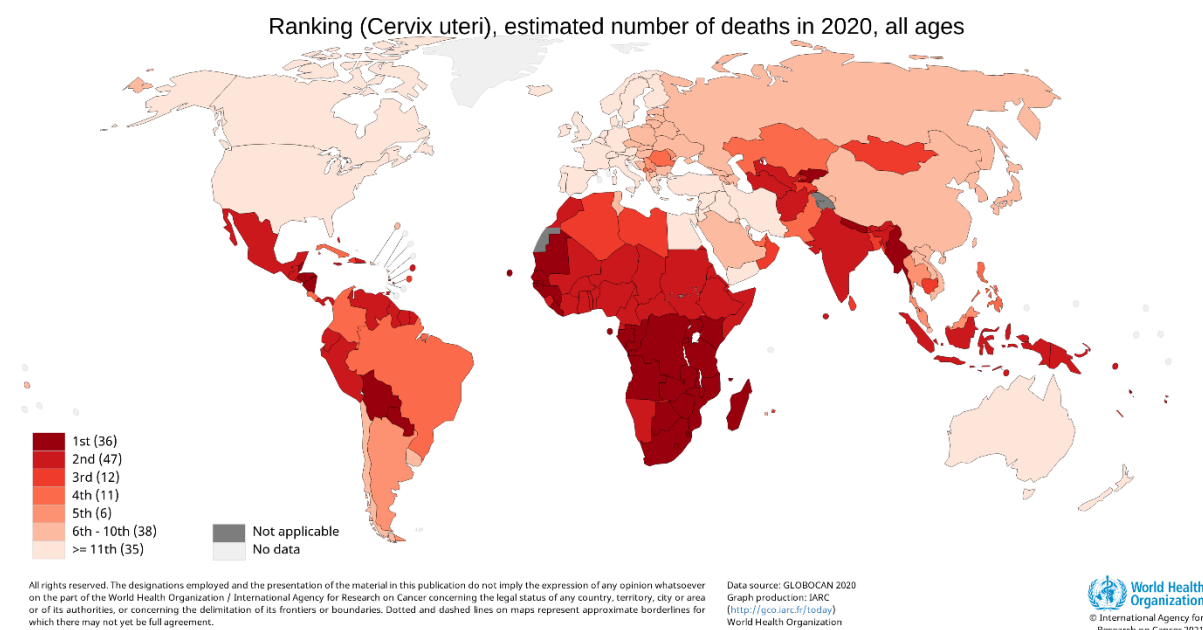 Ranking (Cervix uteri), estimated number of deaths in 2020, all ages
1st (36)
2nd (47)
3rd (12)
4th (11)
5th (6)
6th - 10th (38)
>= 11th (35)
Not applicable
No data
All rights reserved. The designations employed and the presentation of the material in this publication do not imply the expression of any opinion whatsoever
on the part of the World Health Organization / International Agency for Research on Cancer concerning the legal status of any country, territory, city or area
or of its authorities, or concerning the delimitation of its frontiers or boundaries. Dotted and dashed lines on maps represent approximate borderlines for
which there may not yet be full agreement.
Data source: GLOBOCAN 2020
Graph production: IARC
(http://gco.iarc.fr/today)
World Health Organization
World Health
Organization
© International Agency for
Research on Cancer 2021